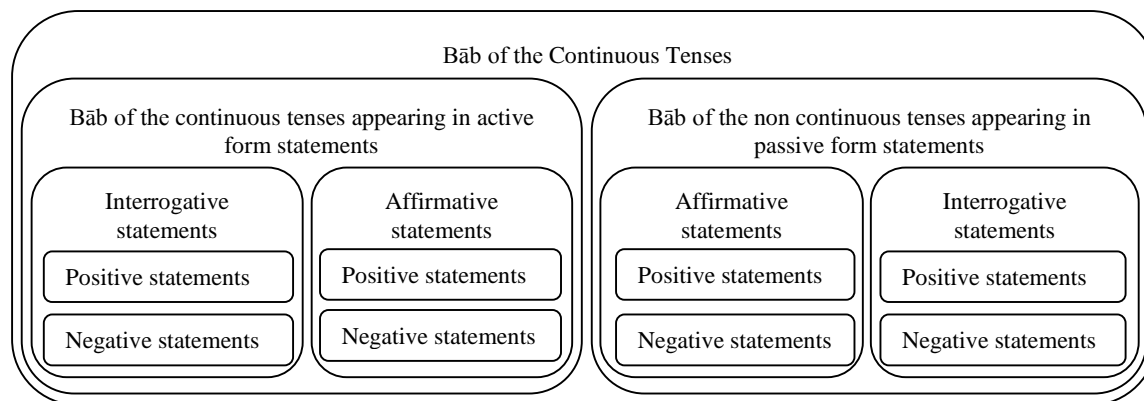 Bāb of the Continuous Tenses
Bāb of the continuous tenses appearing in active
form statements
Interrogative
statements
Positive statements
Negative statements
Affirmative
statements
Positive statements
Negative statements
Bāb of the non continuous tenses appearing in
passive form statements
Affirmative
statements
Positive statements
Negative statements
Interrogative
statements
Positive statements
Negative statements